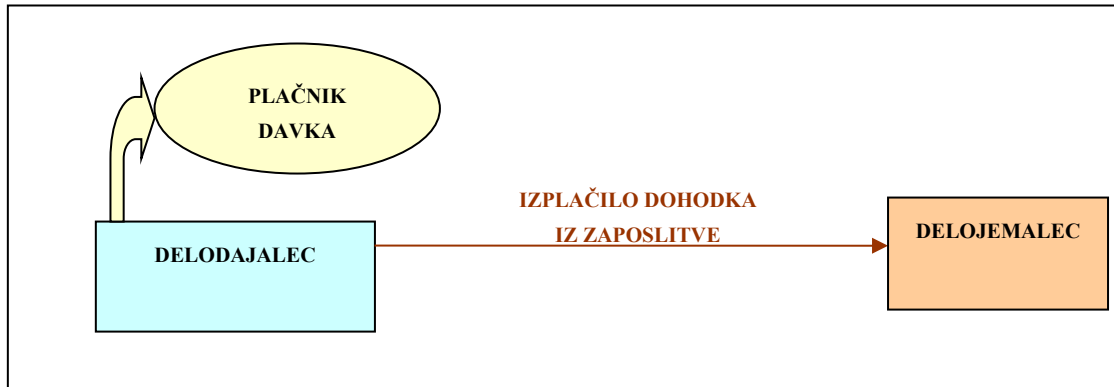 PLAČNIK
DAVKA
IZPLAČILO DOHODKA
IZ ZAPOSLITVE
DELODAJALEC
DELOJEMALEC